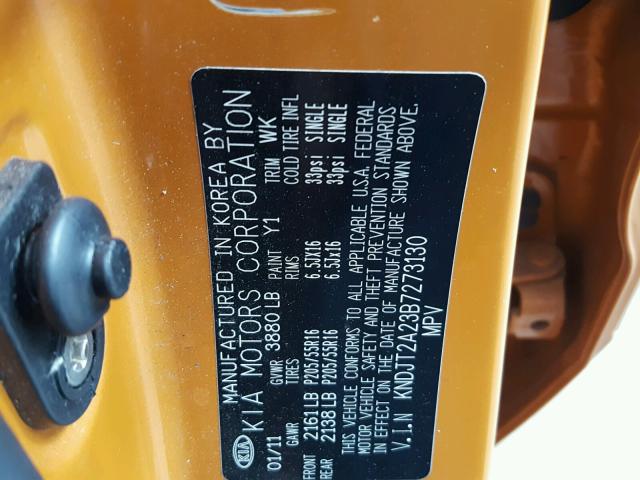 MANUFACTURED IN KOREA BY
KIA KIA MOTORS CORPORATION
01/11 GVWR 3880 LB PAINT Y1 TRIM WK
GAWR TIRES RIMS COLD TIRE INFL
FRONT 2161 LB P205/55R16 6.5JX16 33psi SINGLE
REAR 2138 LB P205/55R16 6.5JX16 33psi SINGLE
THIS VEHICLE CONFORMS TO ALL APPLICABLE U.S.A. FEDERAL
MOTOR VEHICLE SAFETY AND THEFT PREVENTION STANDARDS
IN EFFECT ON THE DATE OF MANUFACTURE SHOWN ABOVE.
V.I.N KNDJT2A23B7273130
MPV